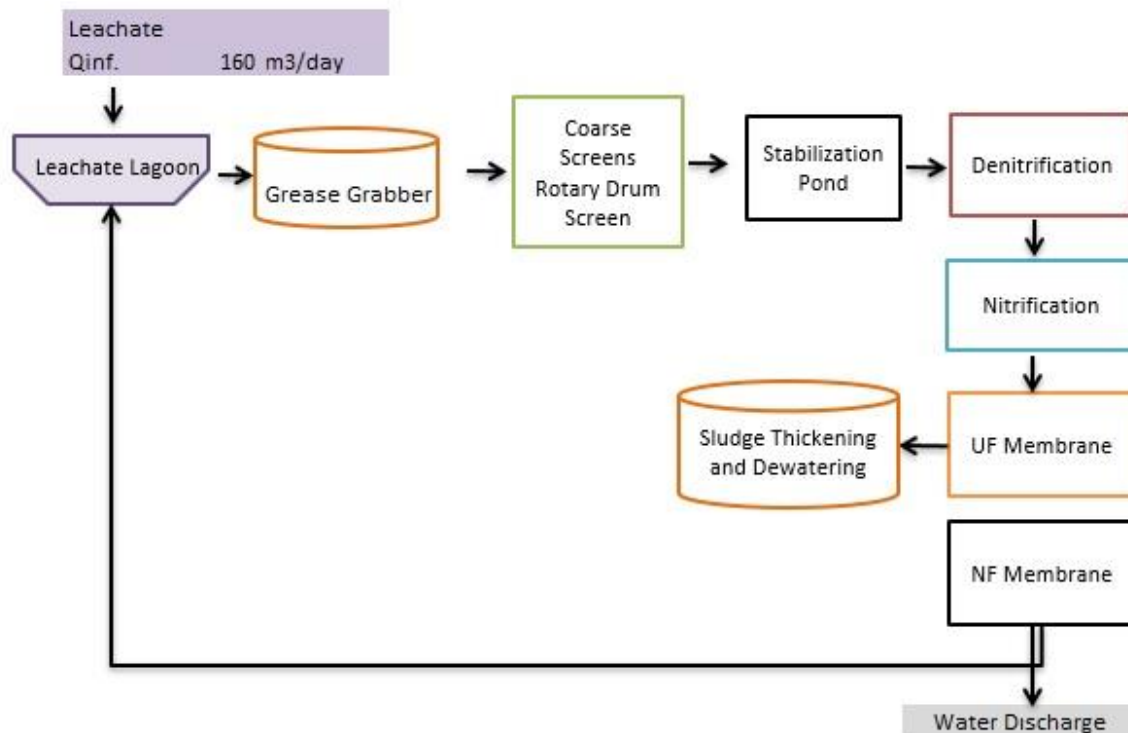 Leachate
Qinf. 160 m3/day
Leachate Lagoon
Grease Grabber
Coarse
Screens
Rotary Drum
Screen
Stabilization
Pond
Denitrification
Nitrification
UF Membrane
Sludge Thickening
and Dewatering
NF Membrane
Water Discharge